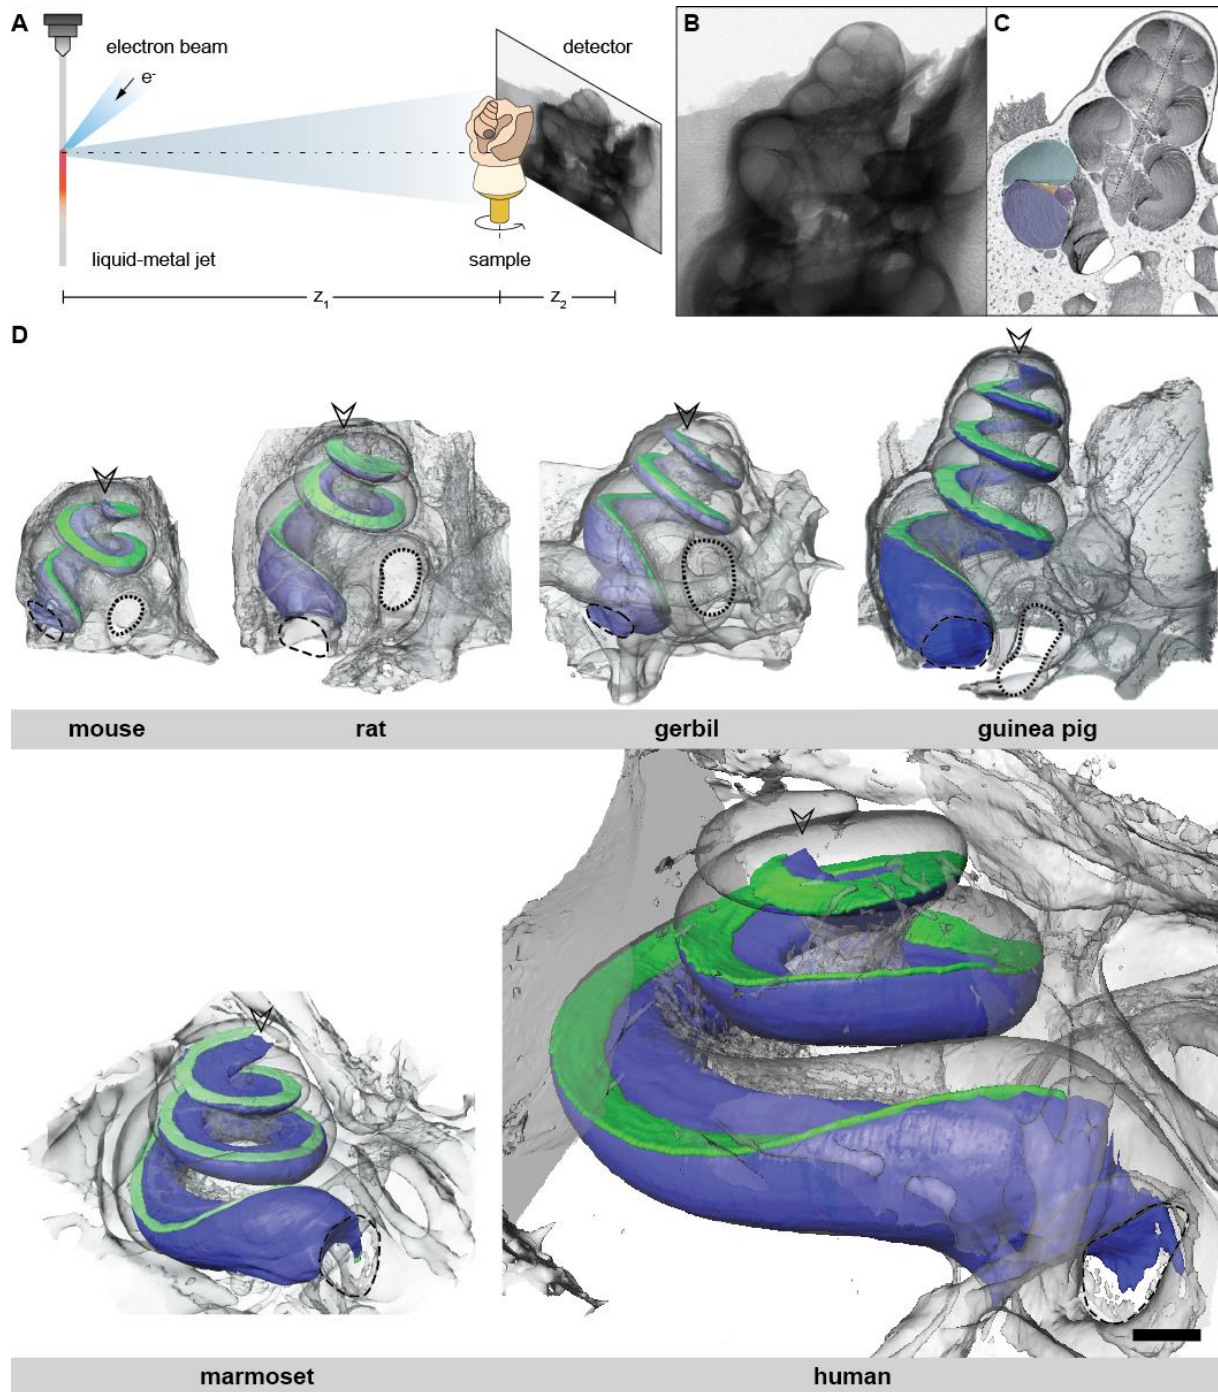 A
electron beam
e-
detector
liquid-metal jet
sample
z1
z2
B
C
D
mouse
rat
gerbil
guinea pig
marmoset
human